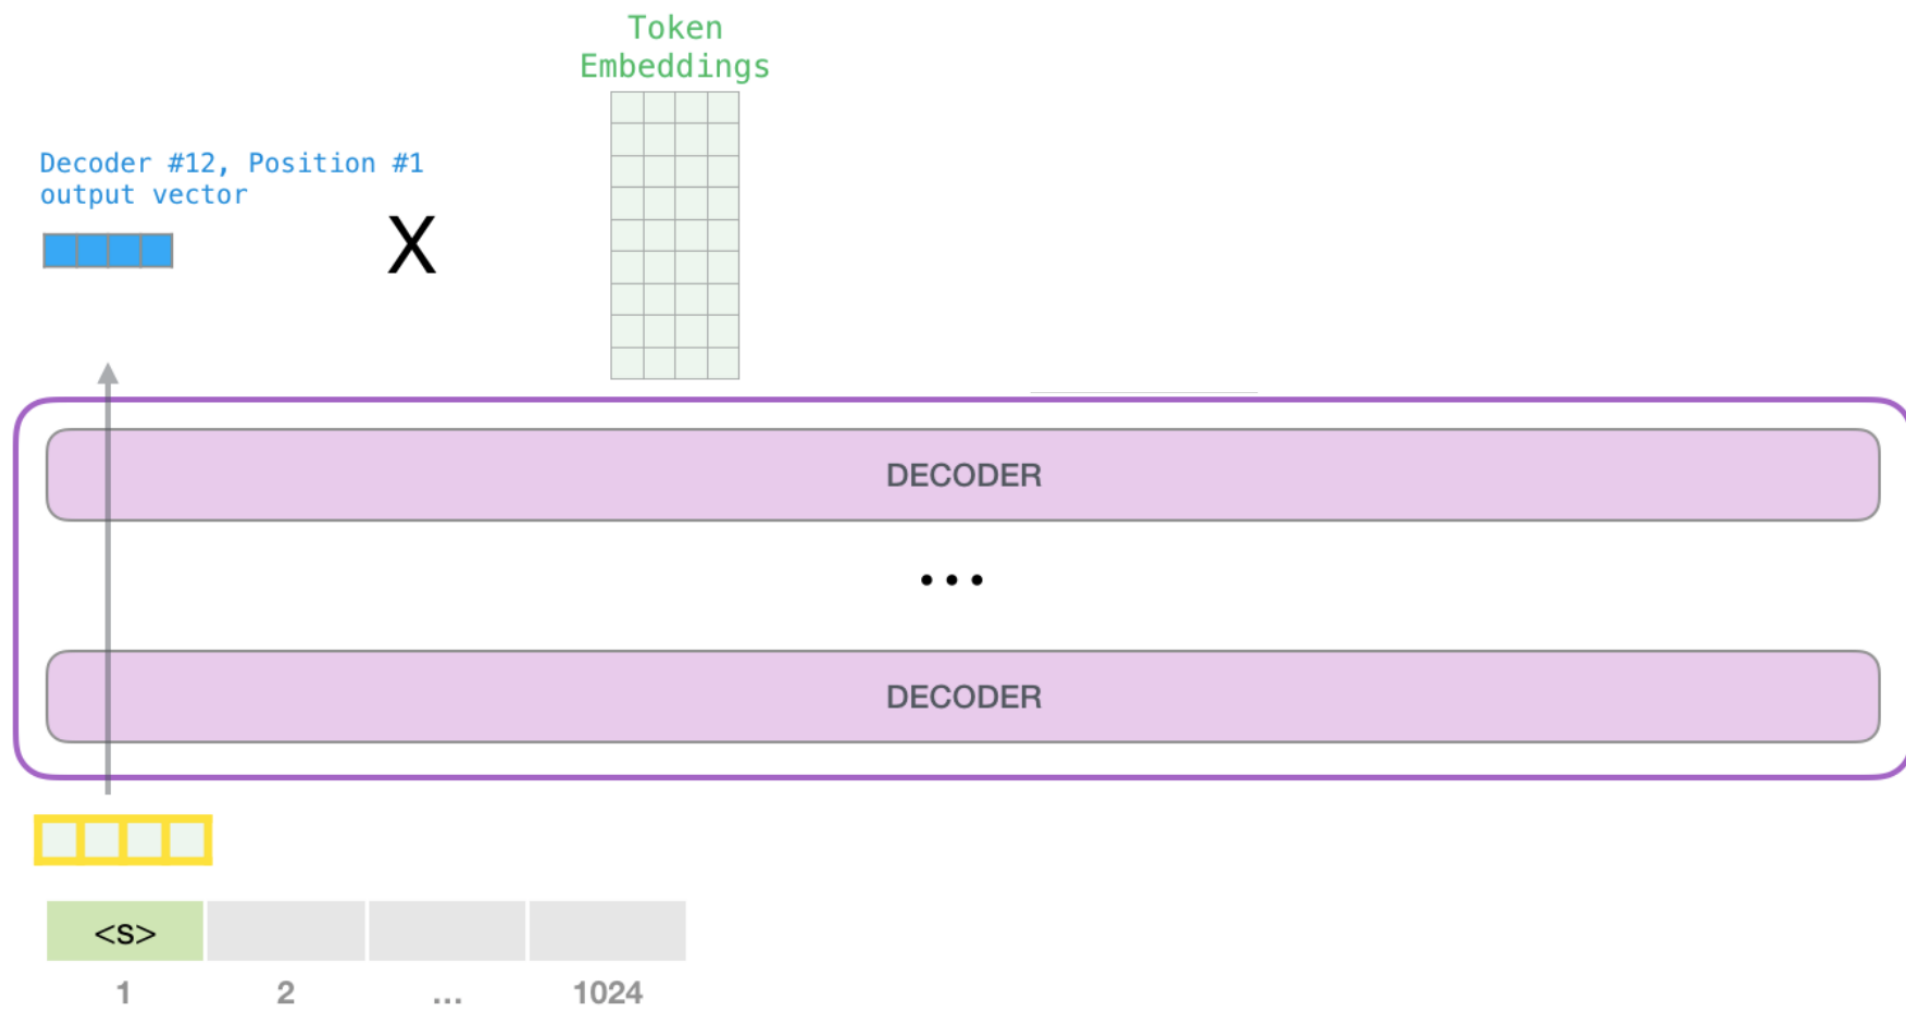 Token
Embeddings
Decoder #12, Position #1
output vector
X
DECODER
...
DECODER
<s>
1 2 ... 1024